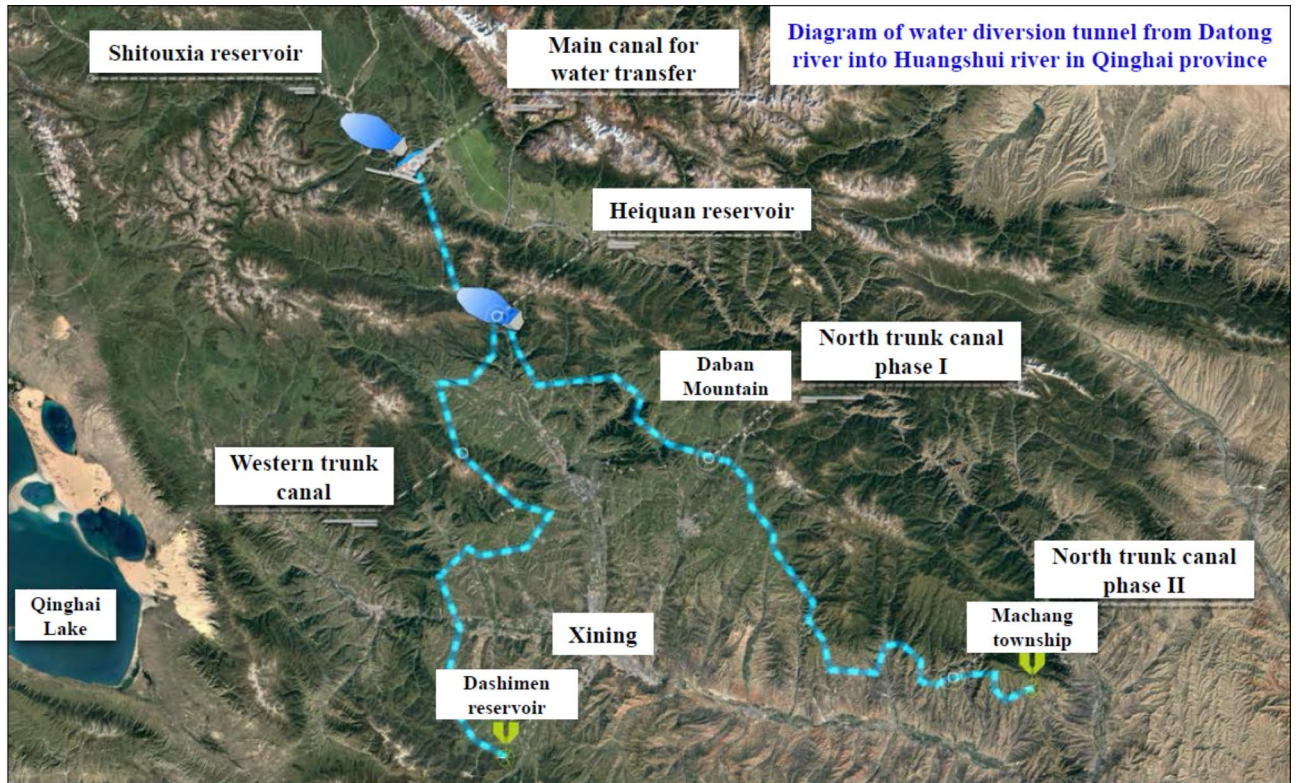 Diagram of water diversion tunnel from Datong
river into Huangshui river in Qinghai province
Shitouxia reservoir
Main canal for
water transfer
Heiquan reservoir
North trunk canal
phase I
Daban
Mountain
Western trunk
canal
North trunk canal
phase II
Qinghai
Lake
Machang
township
Xining
Dashimen
reservoir